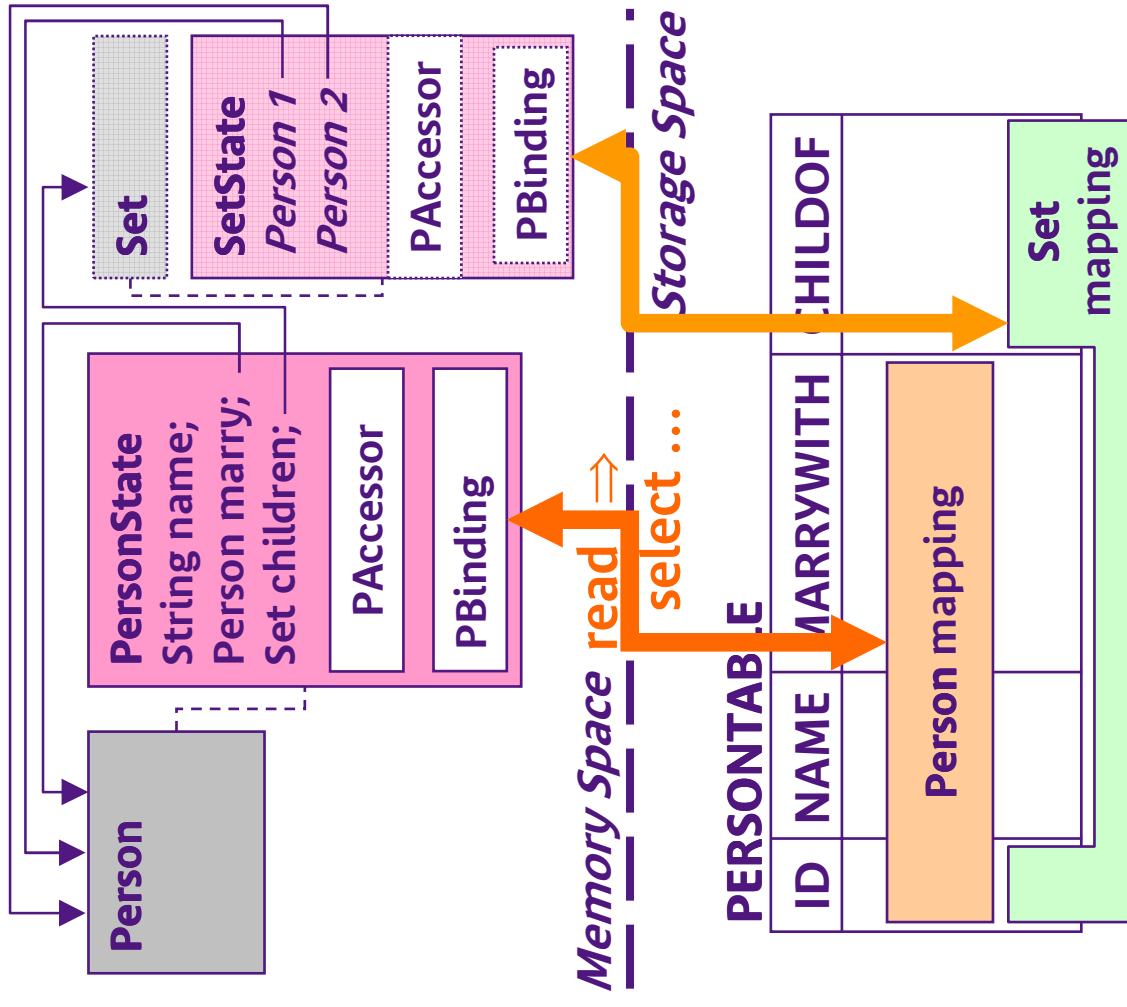 Person
PersonState
String name;
Person marry;
Set children;
PAccessor
PBinding
Set
SetState
Person 1
Person 2
PAccessor
PBinding
Memory Space
read ⇒
select ...
Storage Space
PERSONTABLE
ID NAME MARRYWITH CHILDOF
Person mapping
Set
mapping